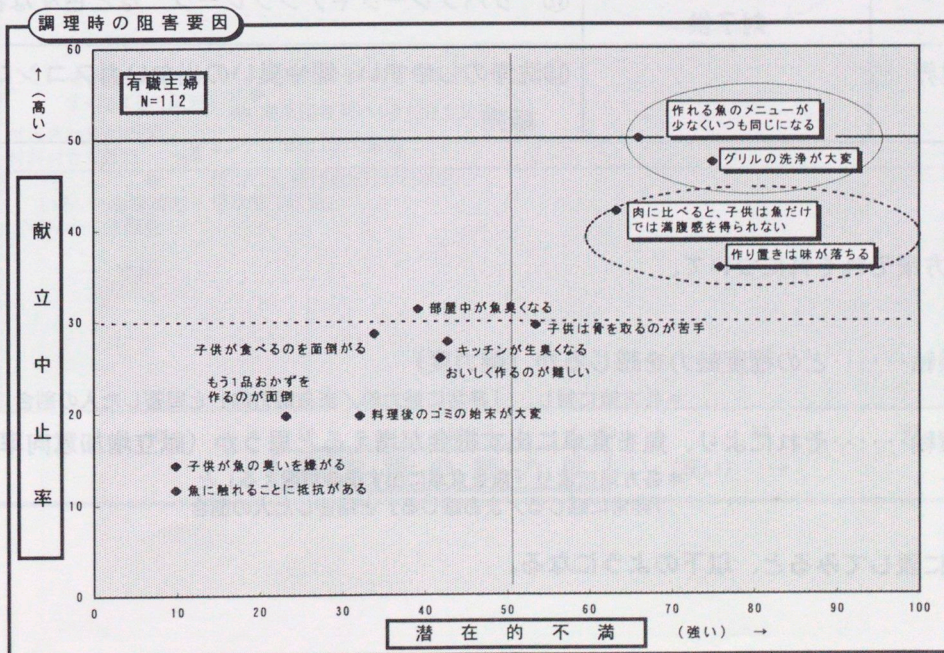 調理時の阻害要因
60
50
40
30
20
10
0
↑
（高い）
献立中止率
有職主婦
N=112
作れる魚のメニューが
少なくいつも同じになる
グリルの洗浄が大変
肉に比べると、子供は魚だけ
では満腹感を得られない
作り置きは味が落ちる
部屋中が魚臭くなる
子供は骨を取るのが苦手
子供が食べるのを面倒がる
キッチンが生臭くなる
おいしく作るのが難しい
もう1品おかずを
作るのが面倒
料理後のゴミの始末が大変
子供が魚の臭いを嫌がる
魚に触れることに抵抗がある
0 10 20 30 40 50 60 70 80 90 100
潜在的不満 （強い） →